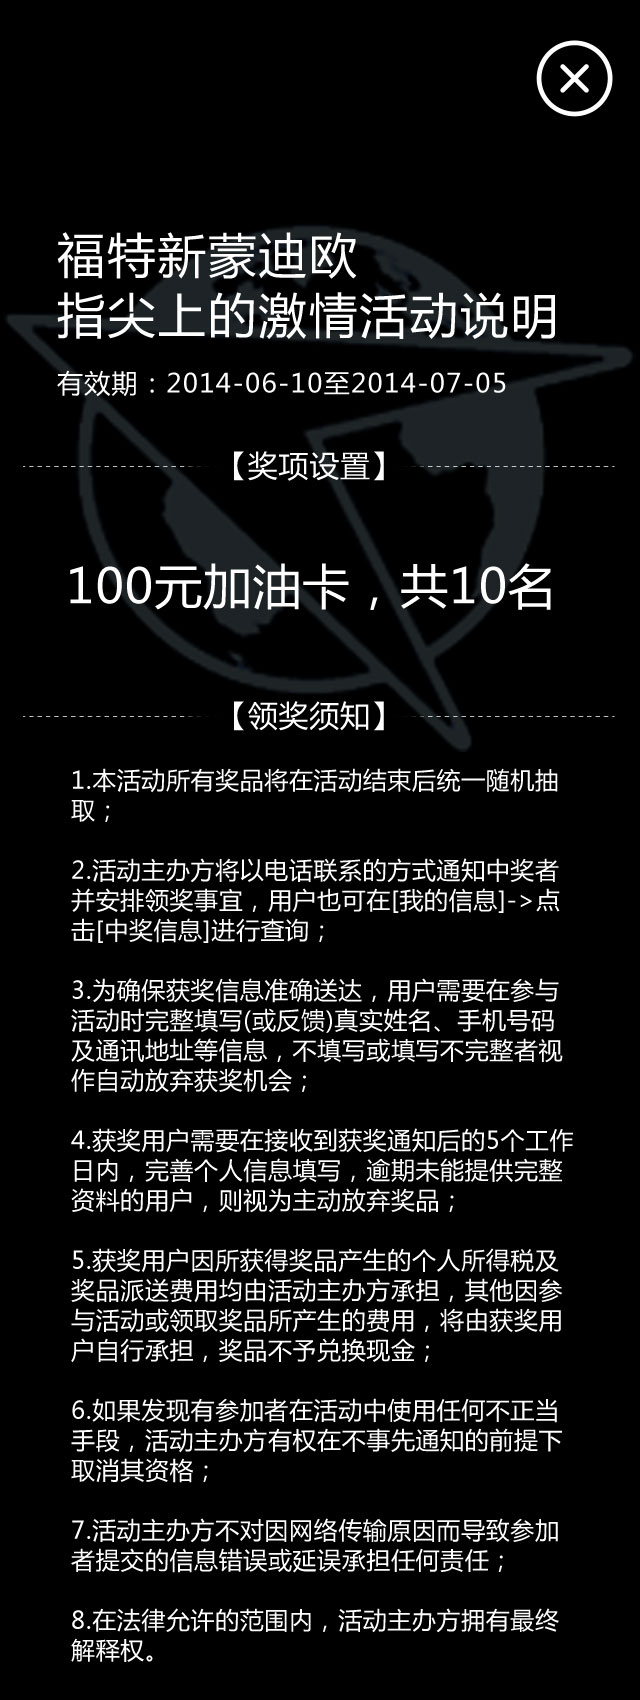 福特新蒙迪欧
指尖上的激情活动说明
有效期：2014-06-10至2014-07-05
【奖项设置】
100元加油卡，共10名
【领奖须知】
1.本活动所有奖品将在活动结束后统一随机抽
取；
2.活动主办方将以电话联系的方式通知中奖者
并安排领奖事宜，用户也可在[我的信息]->点
击[中奖信息]进行查询；
3.为确保获奖信息准确送达，用户需要在参与
活动时完整填写(或反馈)真实姓名、手机号码
及通讯地址等信息，不填写或填写不完整者视
作自动放弃获奖机会；
4.获奖用户需要在接收到获奖通知后的5个工作
日内，完善个人信息填写，逾期未能提供完整
资料的用户，则视为主动放弃奖品；
5.获奖用户因所获得奖品产生的个人所得税及
奖品派送费用均由活动主办方承担，其他因参
与活动或领取奖品所产生的费用，将由获奖用
户自行承担，奖品不予兑换现金；
6.如果发现有参加者在活动中使用任何不正当
手段，活动主办方有权在不事先通知的前提下
取消其资格；
7.活动主办方不对因网络传输原因而导致参加
者提交的信息错误或延误承担任何责任；
8.在法律允许的范围内，活动主办方拥有最终
解释权。